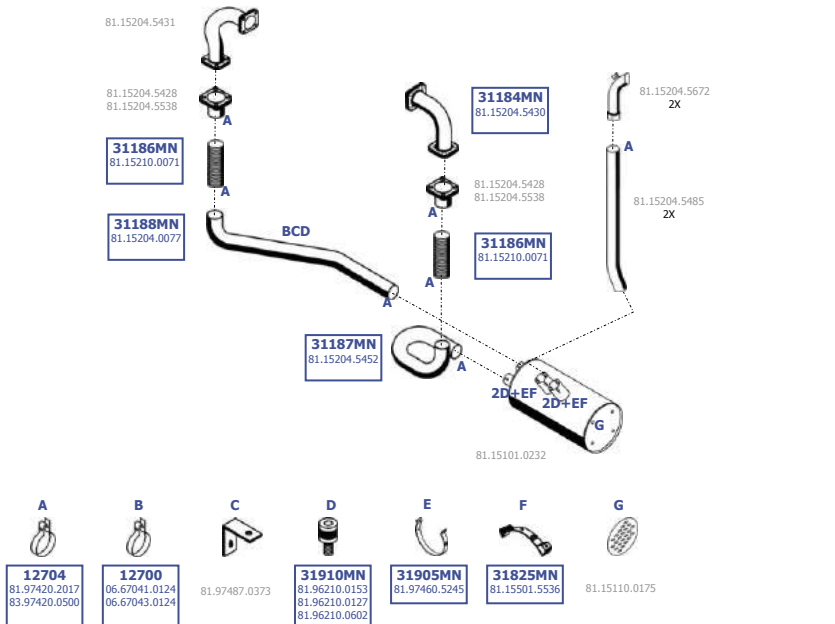 81.15204.5431
81.15204.5428
81.15204.5538
A
31186MN
81.15210.0071
A
31188MN
81.15204.0077
BCD
A
31184MN
81.15204.5430
81.15204.5428
81.15204.5538
A
31186MN
81.15210.0071
A
31187MN
81.15204.5452
A
81.15204.5672
2X
A
81.15204.5485
2X
2D+EF
2D+EF
G
81.15101.0232
A
B
C
D
E
F
G
12704
81.97420.2017
83.97420.0500
12700
06.67041.0124
06.67043.0124
81.97487.0373
31910MN
81.96210.0153
81.96210.0127
81.96210.0602
31905MN
81.97460.5245
31825MN
81.15501.5536
81.15110.0175